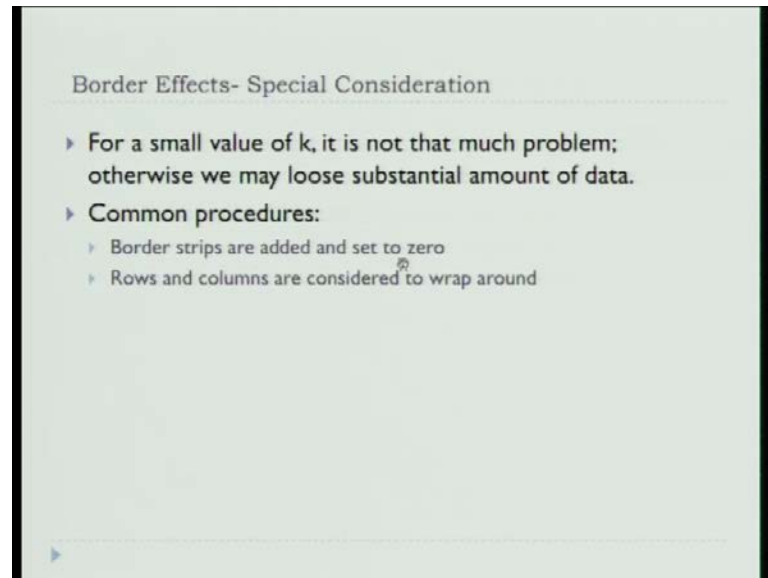 Border Effects- Special Consideration
For a small value of k, it is not that much problem;
otherwise we may loose substantial amount of data.
Common procedures:
Border strips are added and set to zero
Rows and columns are considered to wrap around